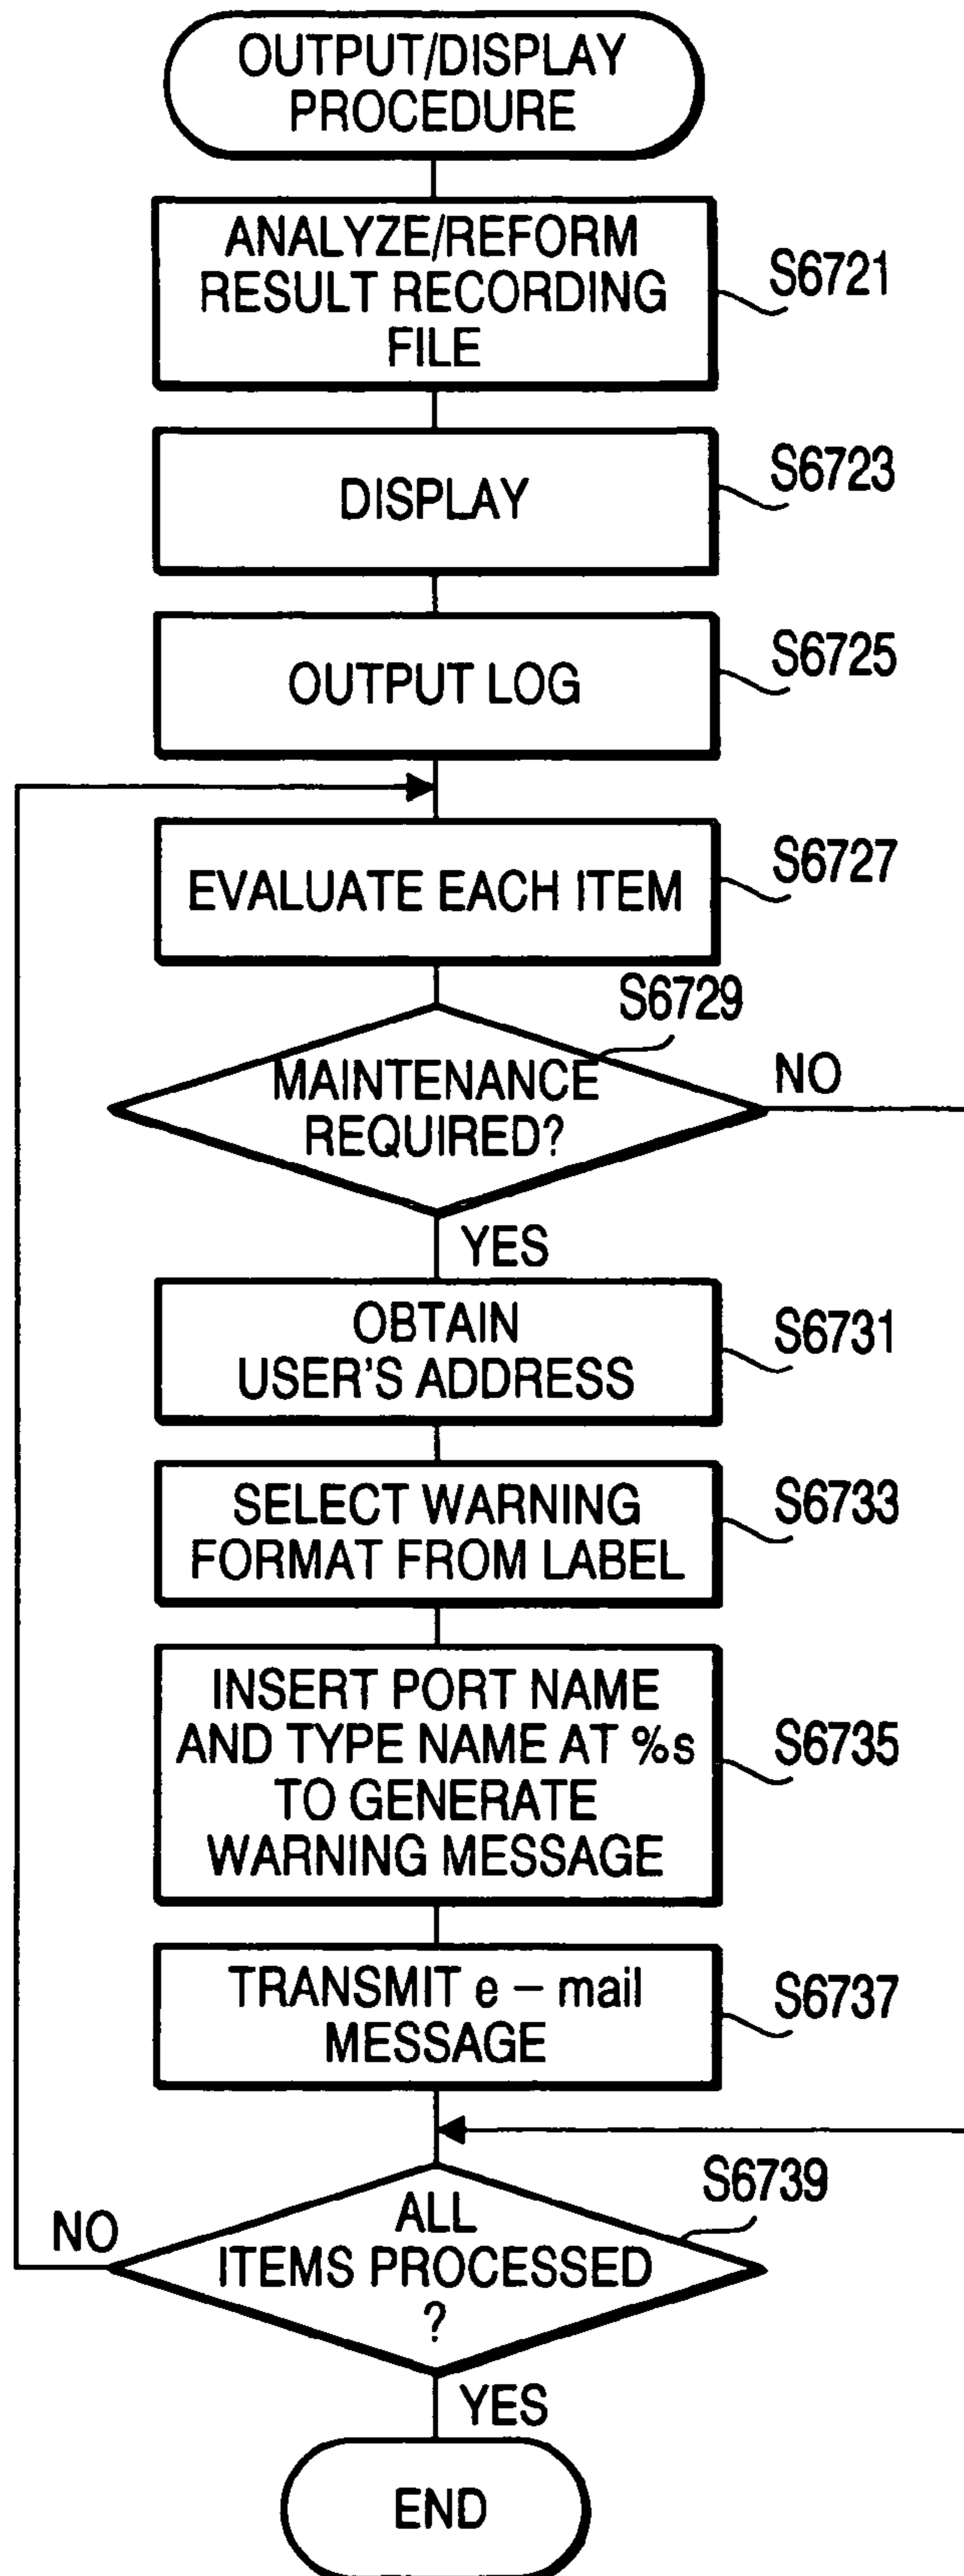 OUTPUT/DISPLAY
PROCEDURE
ANALYZE/REFORM
RESULT RECORDING
FILE
S6721
DISPLAY
S6723
OUTPUT LOG
S6725
EVALUATE EACH ITEM
S6727
S6729
MAINTENANCE
REQUIRED?
NO
YES
OBTAIN
USER'S ADDRESS
S6731
SELECT WARNING
FORMAT FROM LABEL
S6733
INSERT PORT NAME
AND TYPE NAME AT %s
TO GENERATE
WARNING MESSAGE
S6735
TRANSMIT e – mail
MESSAGE
S6737
S6739
NO
ALL
ITEMS PROCESSED
?
YES
END